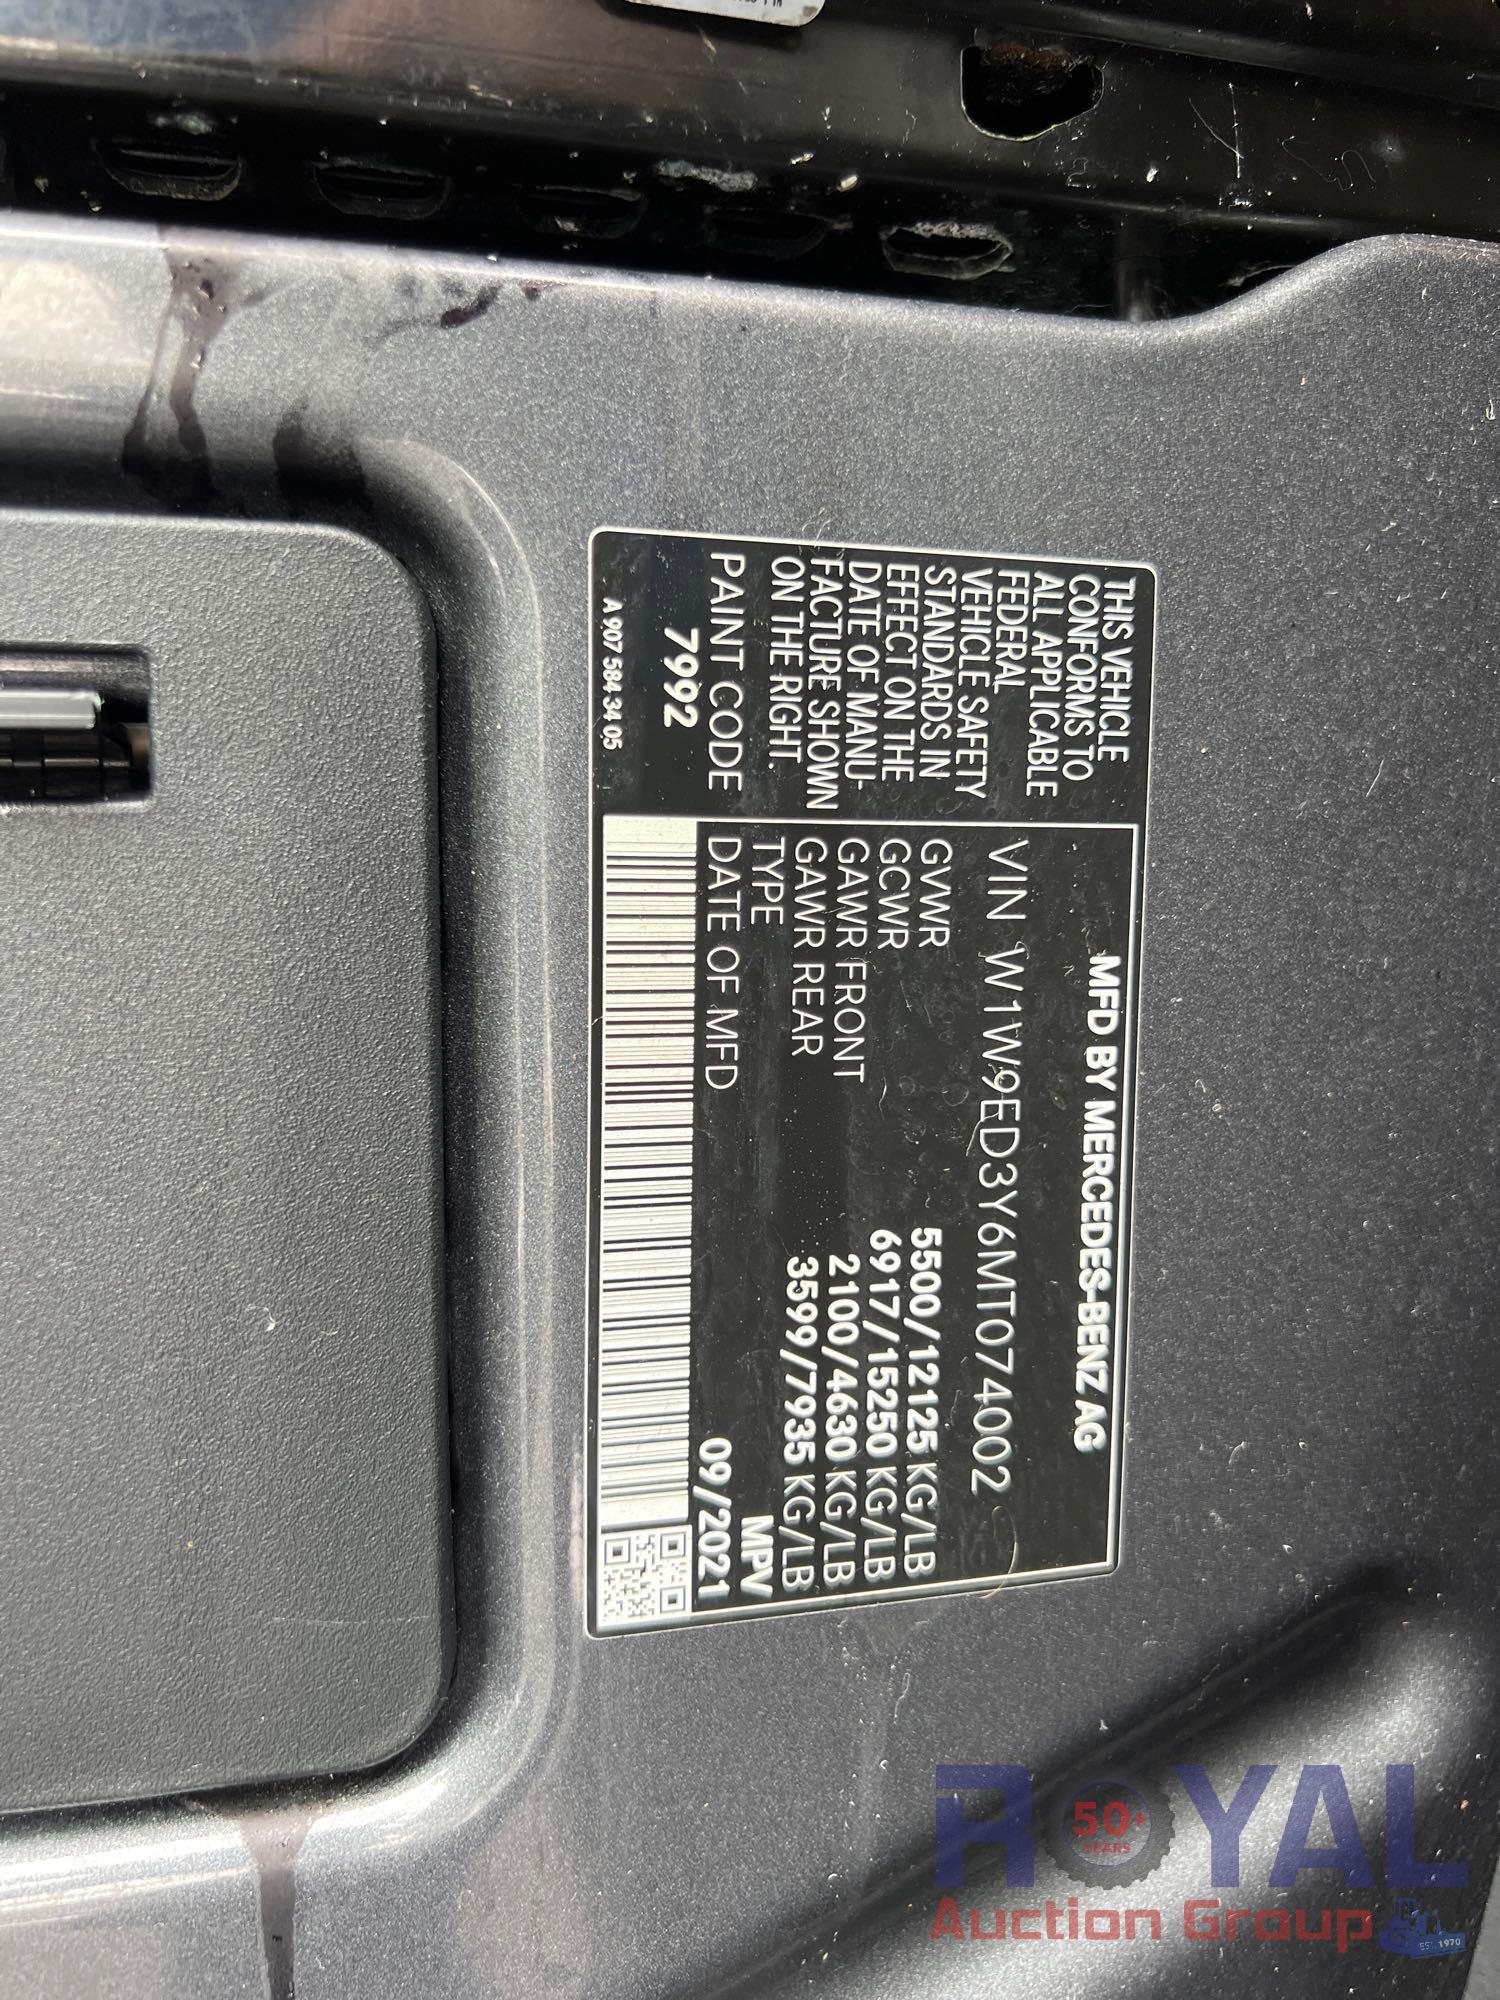 THIS VEHICLE
CONFORMS TO
ALL APPLICABLE
FEDERAL
VEHICLE SAFETY
STANDARDS IN
EFFECT ON THE
DATE OF MANU-
FACTURE SHOWN
ON THE RIGHT.
PAINT CODE
7992
A 907 584 34 05
MFD BY MERCEDES-BENZ AG
VIN W1W9ED3Y6MT074002
GVWR 5500/12125 KG/LB
GCWR 6917/15250 KG/LB
GAWR FRONT 2100/4630 KG/LB
GAWR REAR 3599/7935 KG/LB
TYPE MPV
DATE OF MFD 09/2021
ROYAL
50+
YEARS
Auction Group
EST. 1970